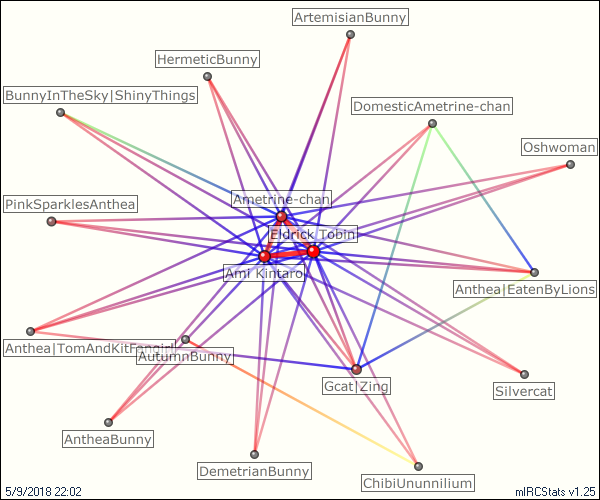 ArtemisianBunny
HermeticBunny
BunnyInTheSky|ShinyThings
DomesticAmetrine-chan
Oshwoman
Ametrine-chan
PinkSparklesAnthea
Eldrick Tobin
Ami Kintaro
Anthea|EatenByLions
Anthea|TomAndKitFangirl
AutumnBunny
Gcat|Zing
Silvercat
AntheaBunny
DemetrianBunny
ChibiUnunnilium
5/9/2018 22:02
mIRCStats v1.25